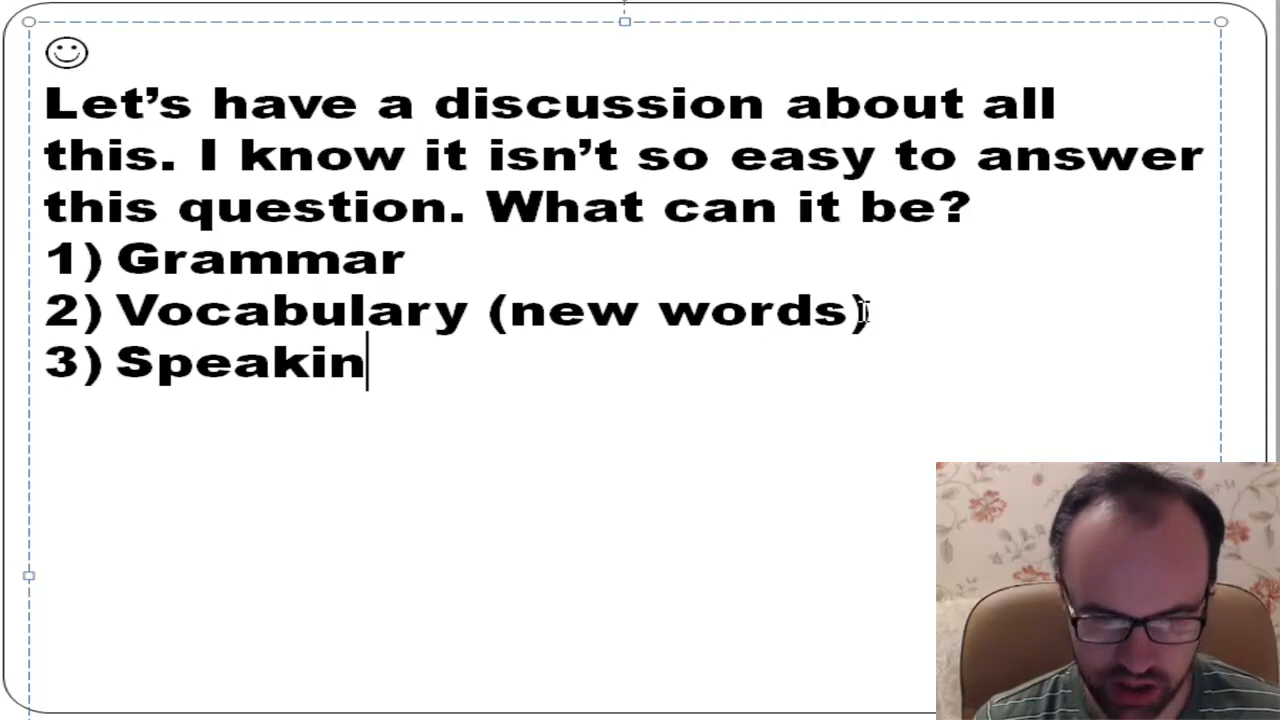 Let’s have a discussion about all
this. I know it isn’t so easy to answer
this question. What can it be?
1) Grammar
2) Vocabulary (new words)
3) Speakin